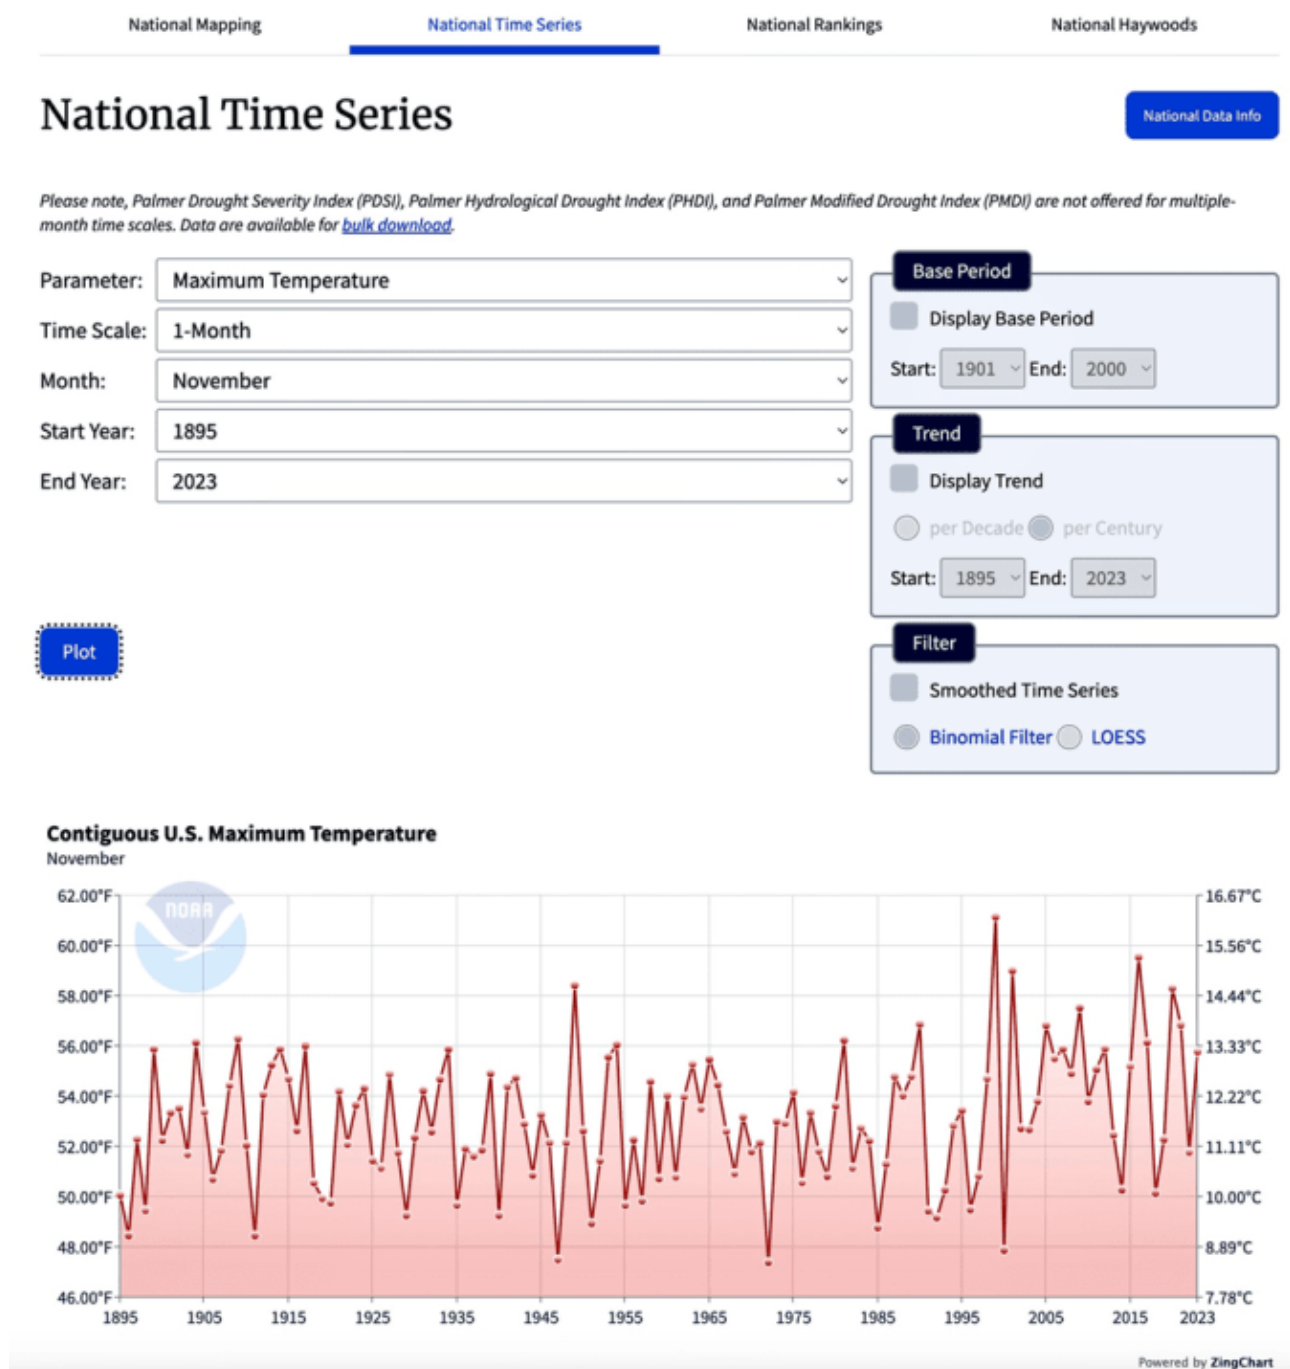 National Mapping
National Time Series
National Rankings
National Haywoods
National Time Series
National Data Info
Please note, Palmer Drought Severity Index (PDSI), Palmer Hydrological Drought Index (PHDI), and Palmer Modified Drought Index (PMDI) are not offered for multiple-
month time scales. Data are available for bulk download.
Parameter: Maximum Temperature
Time Scale: 1-Month
Month: November
Start Year: 1895
End Year: 2023
Plot
Base Period
Display Base Period
Start: 1901 End: 2000
Trend
Display Trend
per Decade per Century
Start: 1895 End: 2023
Filter
Smoothed Time Series
Binomial Filter LOESS
Contiguous U.S. Maximum Temperature
November
NOAA
62.00°F 16.67°C
60.00°F 15.56°C
58.00°F 14.44°C
56.00°F 13.33°C
54.00°F 12.22°C
52.00°F 11.11°C
50.00°F 10.00°C
48.00°F 8.89°C
46.00°F 7.78°C
1895 1905 1915 1925 1935 1945 1955 1965 1975 1985 1995 2005 2015 2023
Powered by ZingChart